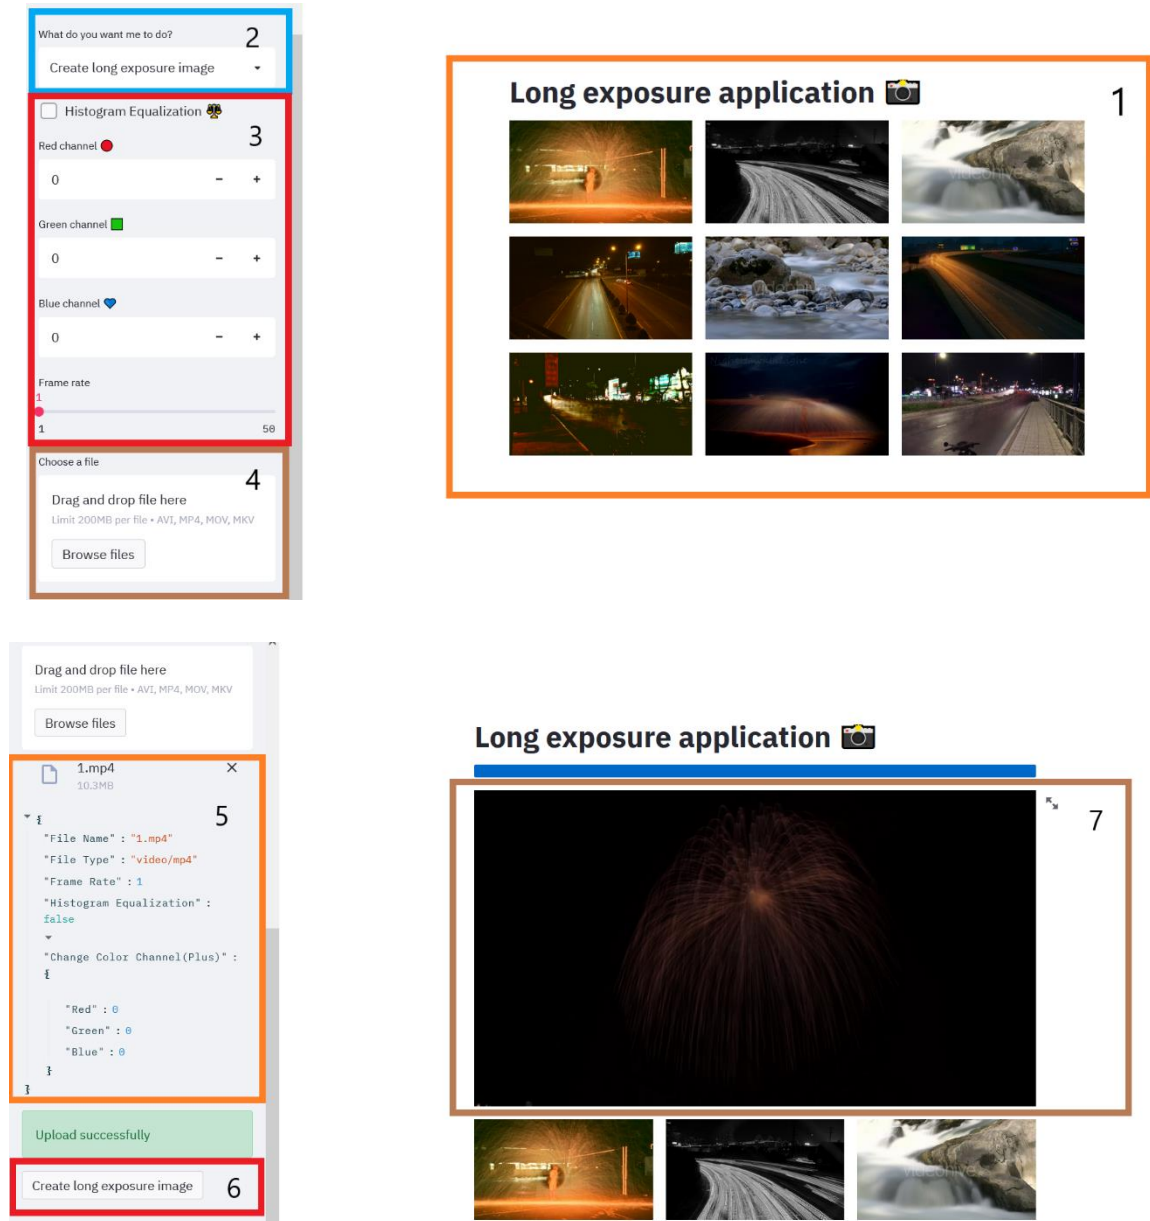 What do you want me to do?
2
Create long exposure image
Histogram Equalization
3
Red channel
0
-
+
Green channel
0
-
+
Blue channel
0
-
+
Frame rate
1
1
50
Choose a file
4
Drag and drop file here
Limit 200MB per file • AVI, MP4, MOV, MKV
Browse files
Long exposure application
1
videohive
Drag and drop file here
Limit 200MB per file • AVI, MP4, MOV, MKV
Browse files
1.mp4
×
10.3MB
5
{
"File Name" : "1.mp4"
"File Type" : "video/mp4"
"Frame Rate" : 1
"Histogram Equalization" :
false
"Change Color Channel(Plus)" :
{
"Red" : 0
"Green" : 0
"Blue" : 0
}
}
Upload successfully
Create long exposure image
6
Long exposure application
7
videohive